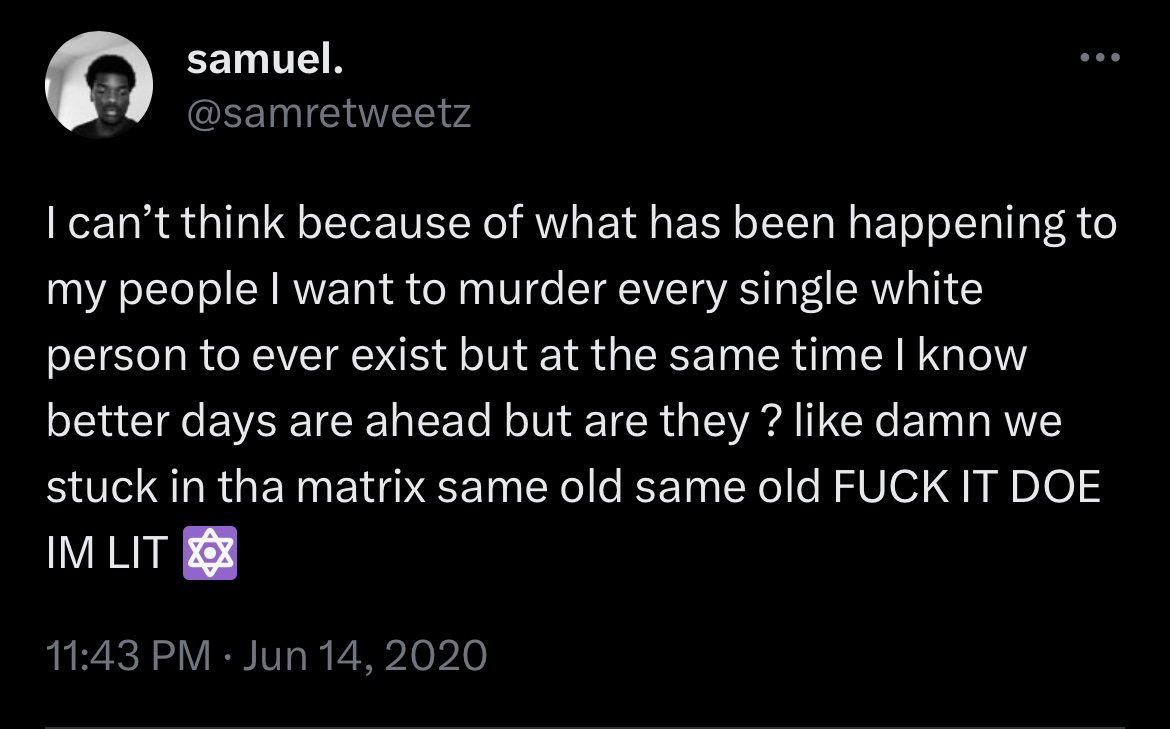 samuel.
@samretweetz
I can’t think because of what has been happening to
my people I want to murder every single white
person to ever exist but at the same time I know
better days are ahead but are they ? like damn we
stuck in tha matrix same old same old FUCK IT DOE
IM LIT 🔯
11:43 PM · Jun 14, 2020